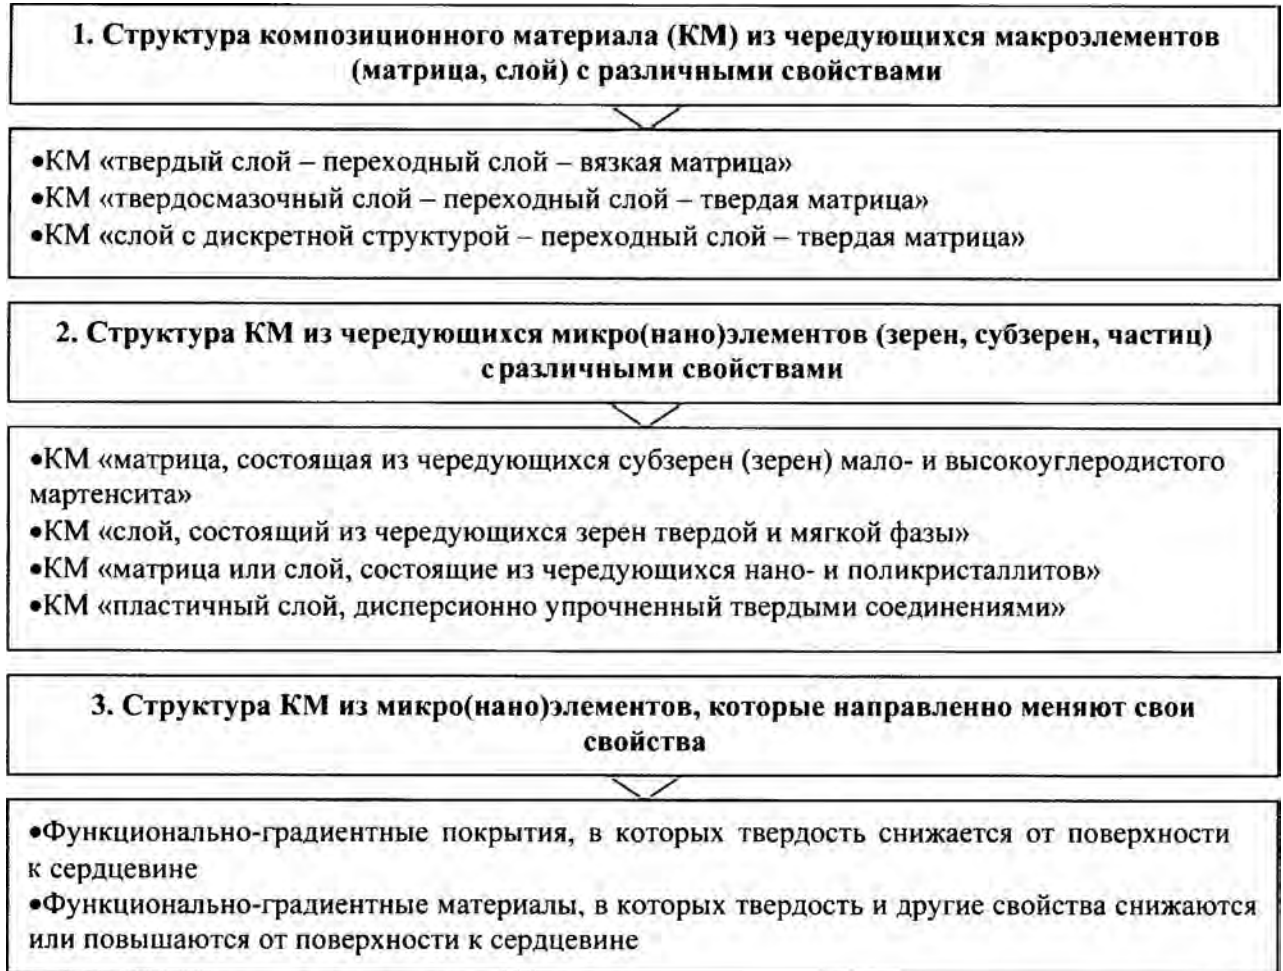 1. Структура композиционного материала (КМ) из чередующихся макроэлементов
(матрица, слой) с различными свойствами
•КМ «твердый слой – переходный слой – вязкая матрица»
•КМ «твердосмазочный слой – переходный слой – твердая матрица»
•КМ «слой с дискретной структурой – переходный слой – твердая матрица»
2. Структура КМ из чередующихся микро(нано)элементов (зерен, субзерен, частиц)
с различными свойствами
•КМ «матрица, состоящая из чередующихся субзерен (зерен) мало- и высокоуглеродистого
мартенсита»
•КМ «слой, состоящий из чередующихся зерен твердой и мягкой фазы»
•КМ «матрица или слой, состоящие из чередующихся нано- и поликристаллитов»
•КМ «пластичный слой, дисперсионно упрочненный твердыми соединениями»
3. Структура КМ из микро(нано)элементов, которые направленно меняют свои
свойства
•Функционально-градиентные покрытия, в которых твердость снижается от поверхности
к сердцевине
•Функционально-градиентные материалы, в которых твердость и другие свойства снижаются
или повышаются от поверхности к сердцевине